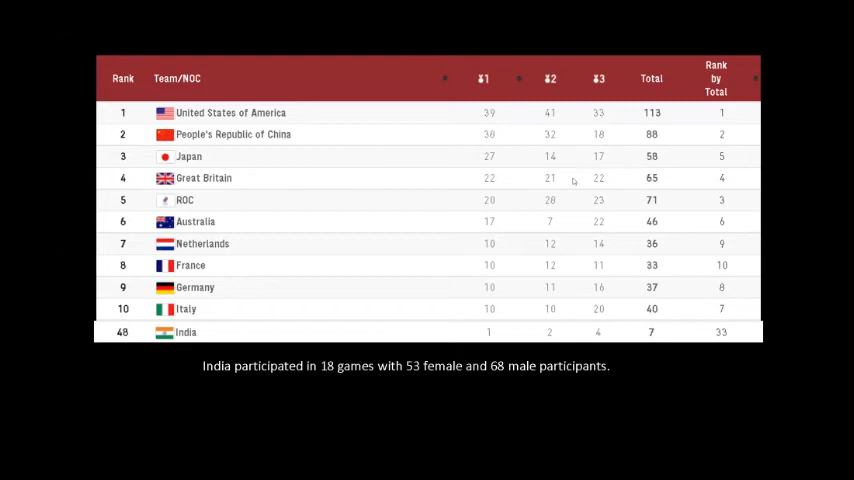 Rank Team/NOC 1 2 3 Total Rank by Total
1 United States of America 39 41 33 113 1
2 People's Republic of China 38 32 18 88 2
3 Japan 27 14 17 58 5
4 Great Britain 22 21 22 65 4
5 ROC 20 28 23 71 3
6 Australia 17 7 22 46 6
7 Netherlands 10 12 14 36 9
8 France 10 12 11 33 10
9 Germany 10 11 16 37 8
10 Italy 10 10 20 40 7
48 India 1 2 4 7 33
India participated in 18 games with 53 female and 68 male participants.